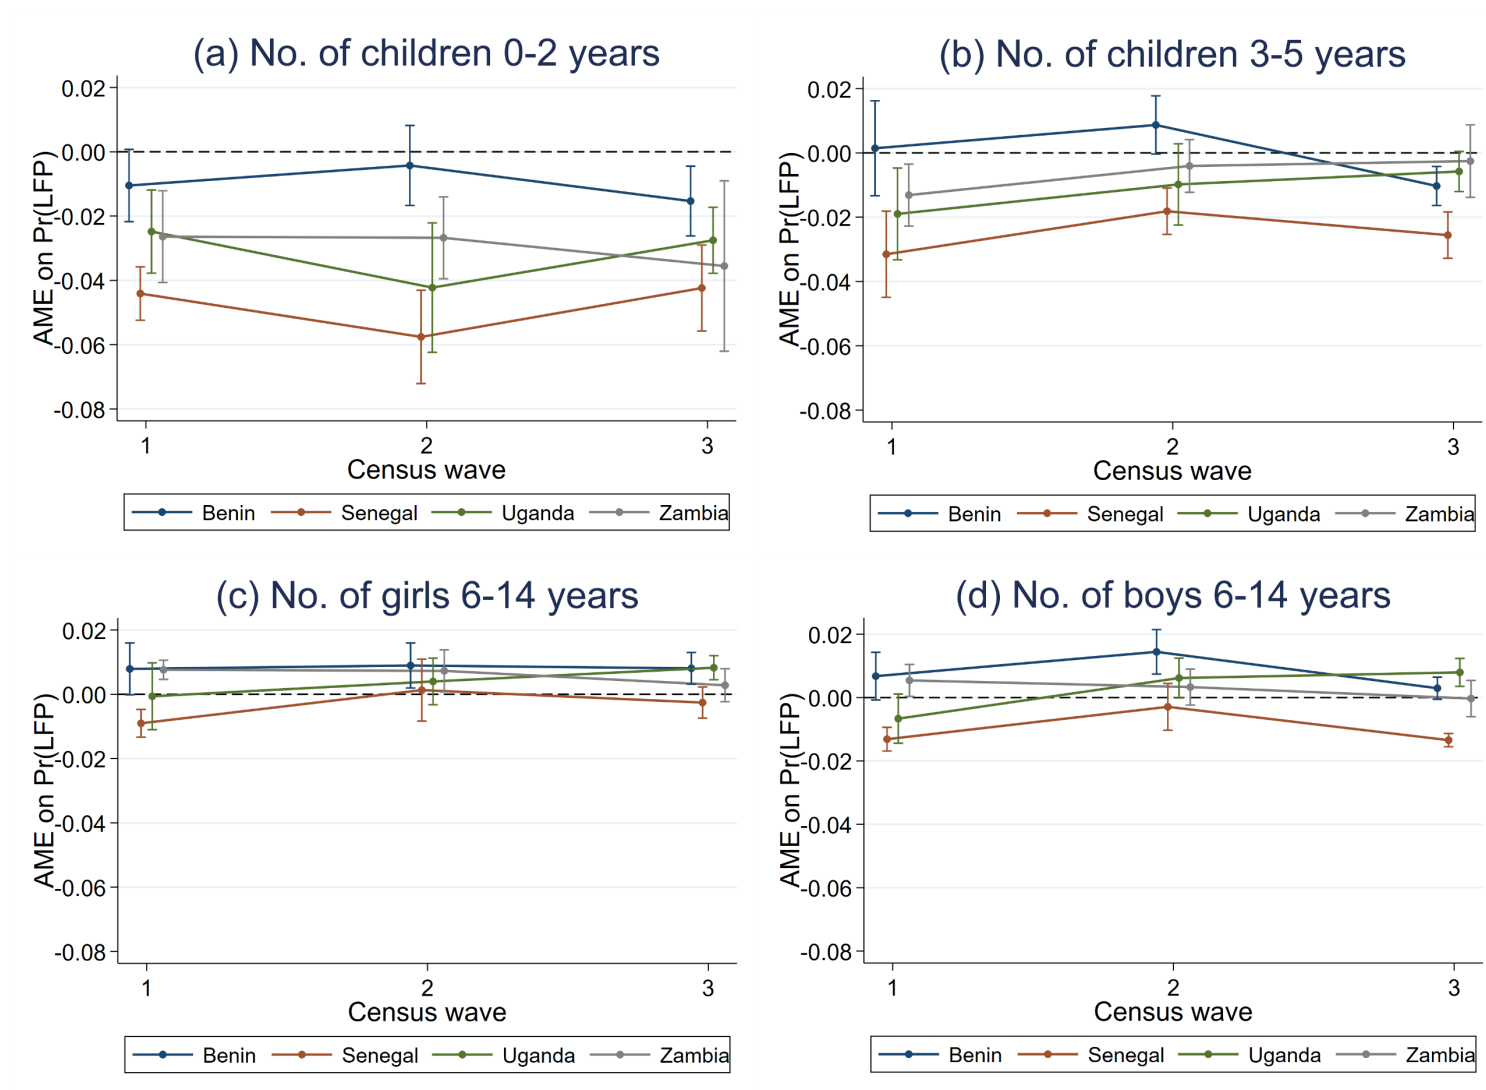 (a) No. of children 0-2 years
AME on Pr(LFP)
0.02
0.00
-0.02
-0.04
-0.06
-0.08
1 2 3
Census wave
Benin Senegal Uganda Zambia
(b) No. of children 3-5 years
AME on Pr(LFP)
0.02
0.00
-0.02
-0.04
-0.06
-0.08
1 2 3
Census wave
Benin Senegal Uganda Zambia
(c) No. of girls 6-14 years
AME on Pr(LFP)
0.02
0.00
-0.02
-0.04
-0.06
-0.08
1 2 3
Census wave
Benin Senegal Uganda Zambia
(d) No. of boys 6-14 years
AME on Pr(LFP)
0.02
0.00
-0.02
-0.04
-0.06
-0.08
1 2 3
Census wave
Benin Senegal Uganda Zambia